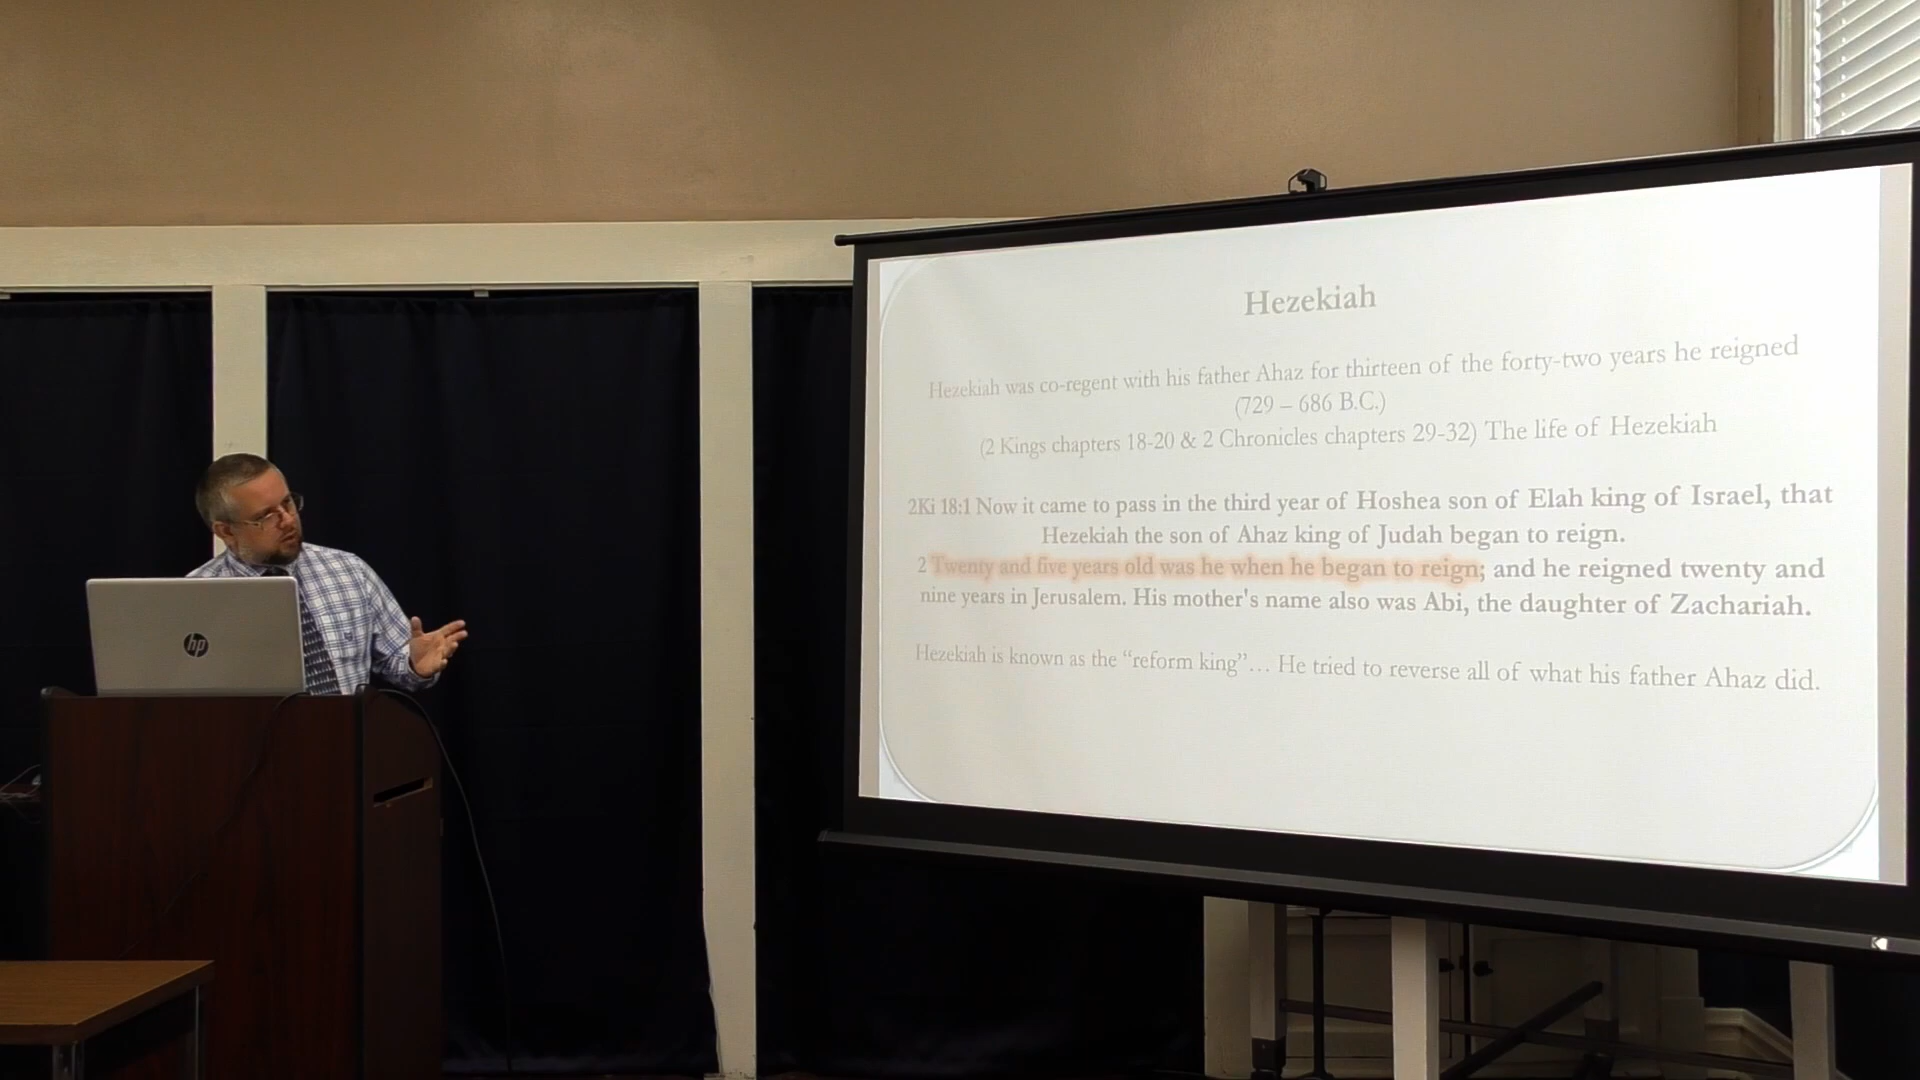 Hezekiah
Hezekiah was co-regent with his father Ahaz for thirteen of the forty-two years he reigned
(729 – 686 B.C.)
(2 Kings chapters 18-20 & 2 Chronicles chapters 29-32) The life of Hezekiah
2Ki 18:1 Now it came to pass in the third year of Hoshea son of Elah king of Israel, that
Hezekiah the son of Ahaz king of Judah began to reign.
2 Twenty and five years old was he when he began to reign; and he reigned twenty and
nine years in Jerusalem. His mother's name also was Abi, the daughter of Zachariah.
Hezekiah is known as the “reform king”… He tried to reverse all of what his father Ahaz did.
hp